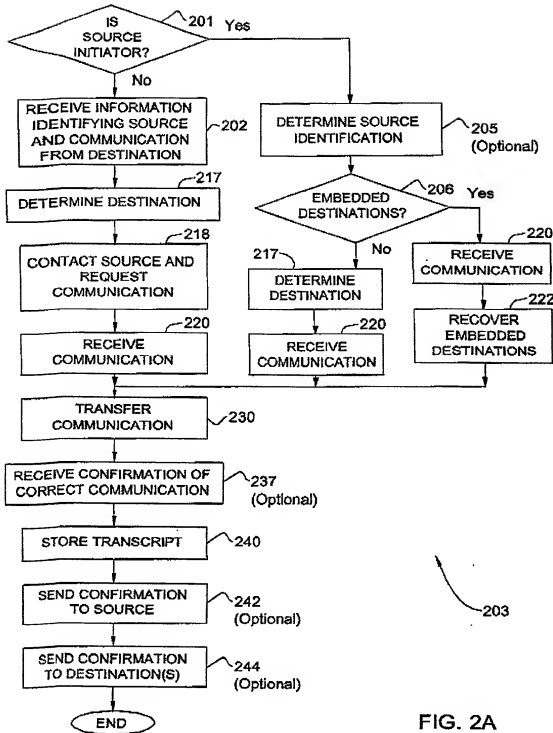 IS
SOURCE
INITIATOR?
201
Yes
No
RECEIVE INFORMATION
IDENTIFYING SOURCE
AND COMMUNICATION
FROM DESTINATION
202
DETERMINE SOURCE
IDENTIFICATION
205
(Optional)
217
DETERMINE DESTINATION
EMBEDDED
DESTINATIONS?
206
Yes
No
218
CONTACT SOURCE AND
REQUEST
COMMUNICATION
217
DETERMINE
DESTINATION
220
RECEIVE
COMMUNICATION
220
RECEIVE
COMMUNICATION
220
RECEIVE
COMMUNICATION
222
RECOVER
EMBEDDED
DESTINATIONS
TRANSFER
COMMUNICATION
230
RECEIVE CONFIRMATION OF
CORRECT COMMUNICATION
237
(Optional)
STORE TRANSCRIPT
240
SEND CONFIRMATION
TO SOURCE
242
(Optional)
203
SEND CONFIRMATION
TO DESTINATION(S)
244
(Optional)
END
FIG. 2A